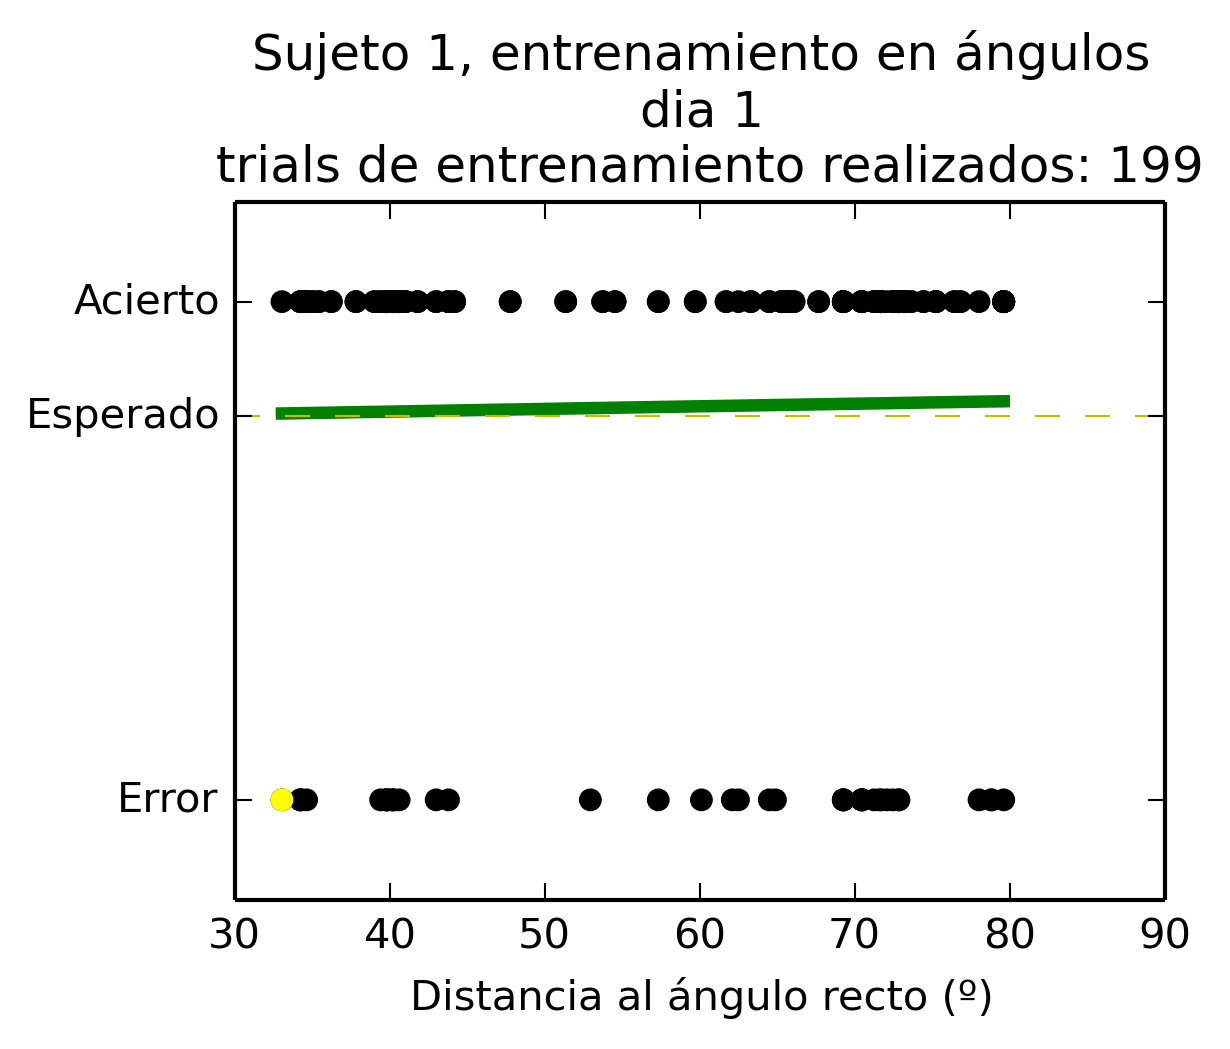 Sujeto 1, entrenamiento en ángulos
dia 1
trials de entrenamiento realizados: 199
Acierto
Esperado
Error
30 40 50 60 70 80 90
Distancia al ángulo recto (º)